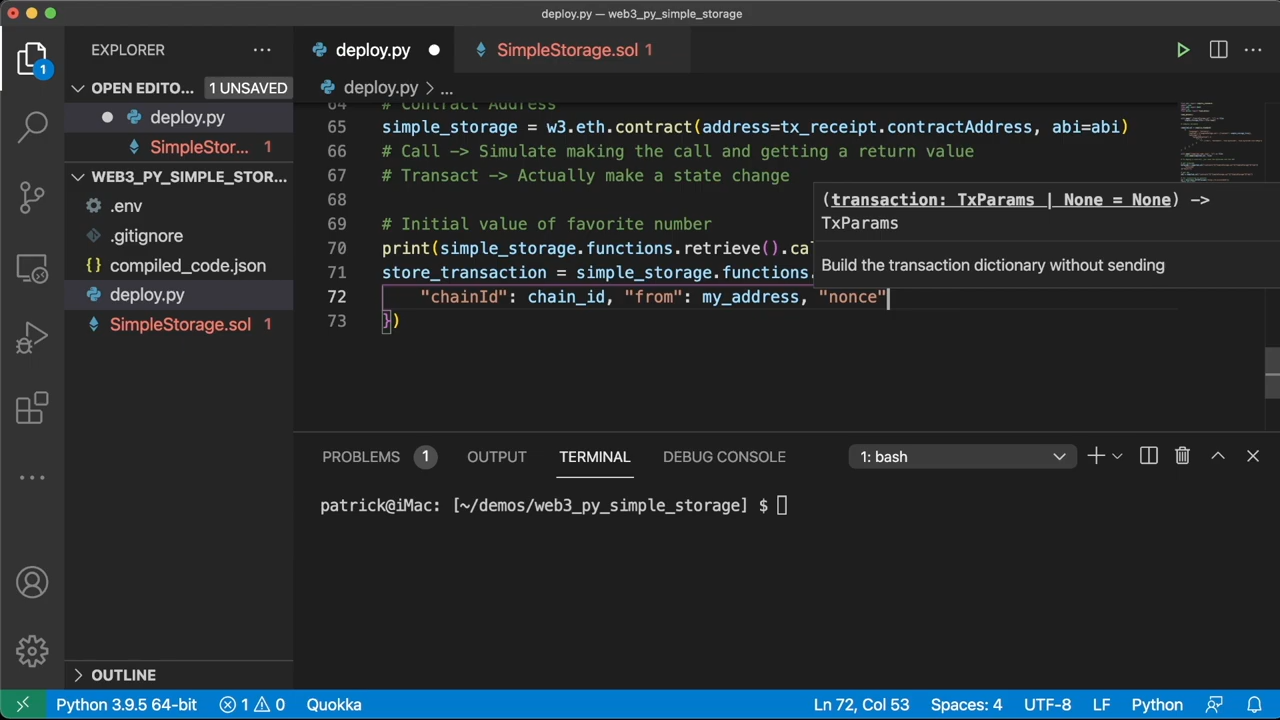 deploy.py — web3_py_simple_storage
EXPLORER
deploy.py
SimpleStorage.sol 1
1
OPEN EDITO... 1 UNSAVED
deploy.py > ...
deploy.py
SimpleStor... 1
WEB3_PY_SIMPLE_STOR...
.env
.gitignore
compiled_code.json
deploy.py
SimpleStorage.sol 1
64 # Contract Address
65 simple_storage = w3.eth.contract(address=tx_receipt.contractAddress, abi=abi)
66 # Call -> Simulate making the call and getting a return value
67 # Transact -> Actually make a state change
68
69 # Initial value of favorite number
70 print(simple_storage.functions.retrieve().cal
71 store_transaction = simple_storage.functions.
72 "chainId": chain_id, "from": my_address, "nonce"
73 })
(transaction: TxParams | None = None) ->
TxParams
Build the transaction dictionary without sending
PROBLEMS 1 OUTPUT TERMINAL DEBUG CONSOLE 1: bash
patrick@iMac: [~/demos/web3_py_simple_storage] $
OUTLINE
Python 3.9.5 64-bit 1 0 Quokka Ln 72, Col 53 Spaces: 4 UTF-8 LF Python